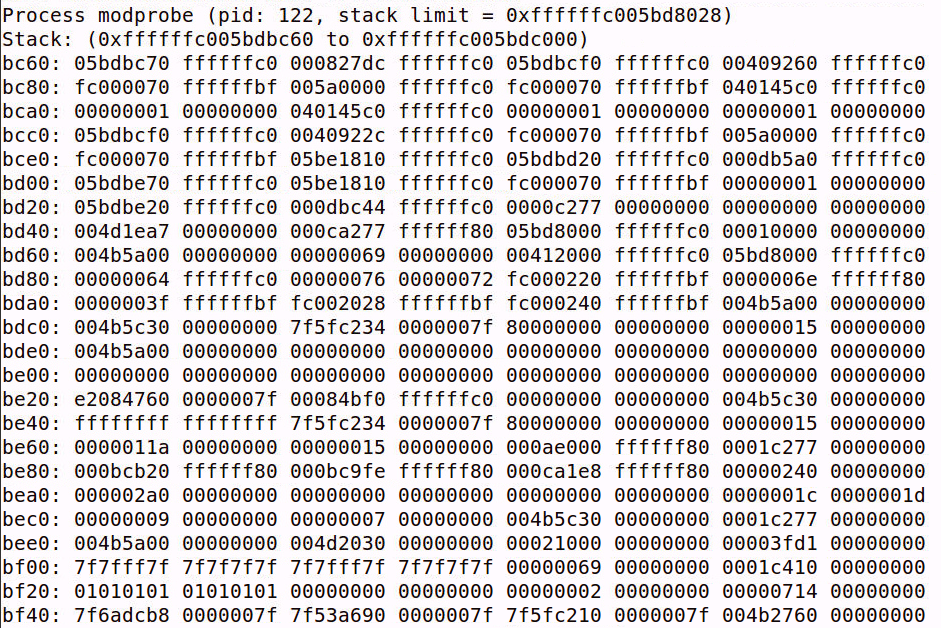 Process modprobe (pid: 122, stack limit = 0xffffffc005bd8028)
Stack: (0xffffffc005bdbc60 to 0xffffffc005bdc000)
bc60: 05bdbc70 ffffffc0 000827dc ffffffc0 05bdbcf0 ffffffc0 00409260 ffffffc0
bc80: fc000070 ffffffbf 005a0000 ffffffc0 fc000070 ffffffbf 040145c0 ffffffc0
bca0: 00000001 00000000 040145c0 ffffffc0 00000001 00000000 00000001 00000000
bcc0: 05bdbcf0 ffffffc0 0040922c ffffffc0 fc000070 ffffffbf 005a0000 ffffffc0
bce0: fc000070 ffffffbf 05be1810 ffffffc0 05bdbd20 ffffffc0 000db5a0 ffffffc0
bd00: 05bdbe70 ffffffc0 05be1810 ffffffc0 fc000070 ffffffbf 00000001 00000000
bd20: 05bdbe20 ffffffc0 000dbc44 ffffffc0 0000c277 00000000 00000000 00000000
bd40: 004d1ea7 00000000 000ca277 ffffff80 05bd8000 ffffffc0 00010000 00000000
bd60: 004b5a00 00000000 00000069 00000000 00412000 ffffffc0 05bd8000 ffffffc0
bd80: 00000064 ffffffc0 00000076 00000072 fc000220 ffffffbf 0000006e ffffff80
bda0: 0000003f ffffffbf fc002028 ffffffbf fc000240 ffffffbf 004b5a00 00000000
bdc0: 004b5c30 00000000 7f5fc234 0000007f 80000000 00000000 00000015 00000000
bde0: 004b5a00 00000000 00000000 00000000 00000000 00000000 00000000 00000000
be00: 00000000 00000000 00000000 00000000 00000000 00000000 00000000 00000000
be20: e2084760 0000007f 00084bf0 ffffffc0 00000000 00000000 004b5c30 00000000
be40: ffffffff ffffffff 7f5fc234 0000007f 80000000 00000000 00000015 00000000
be60: 0000011a 00000000 00000015 00000000 000ae000 ffffff80 0001c277 00000000
be80: 000bcb20 ffffff80 000bc9fe ffffff80 000ca1e8 ffffff80 00000240 00000000
bea0: 000002a0 00000000 00000000 00000000 00000000 00000000 0000001c 0000001d
bec0: 00000009 00000000 00000007 00000000 004b5c30 00000000 0001c277 00000000
bee0: 004b5a00 00000000 004d2030 00000000 00021000 00000000 00003fd1 00000000
bf00: 7f7fff7f 7f7f7f7f 7f7fff7f 7f7f7f7f 00000069 00000000 0001c410 00000000
bf20: 01010101 01010101 00000000 00000000 00000002 00000000 00000714 00000000
bf40: 7f6adcb8 0000007f 7f53a690 0000007f 7f5fc210 0000007f 004b2760 00000000